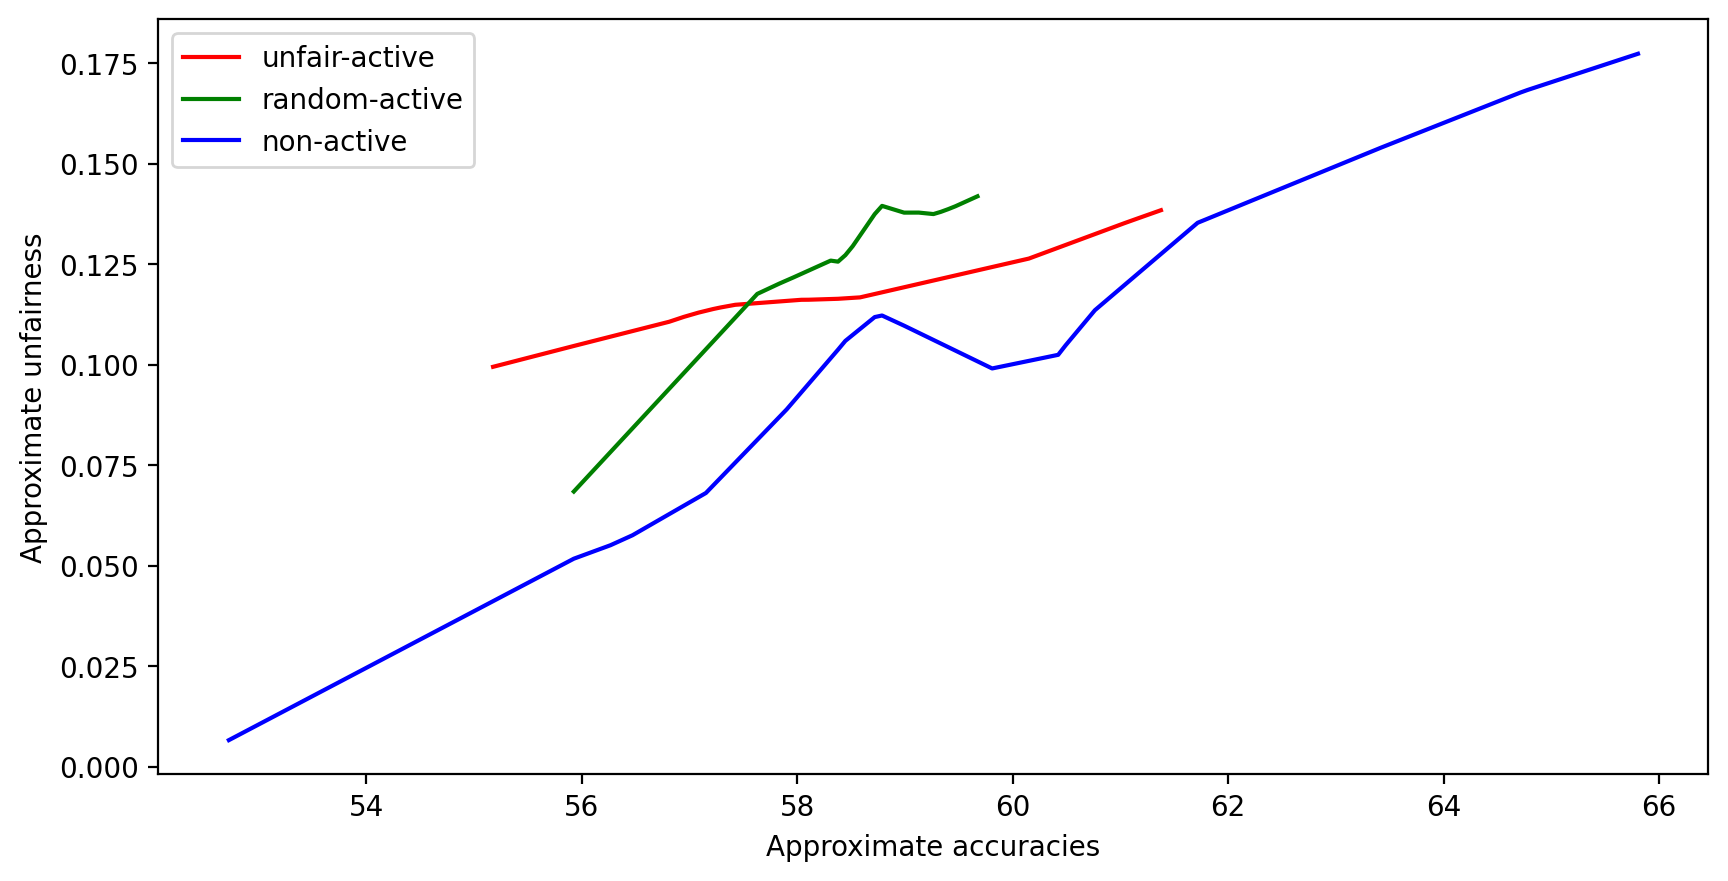 unfair-active
random-active
non-active
0.175
0.150
0.125
0.100
0.075
0.050
0.025
0.000
Approximate unfairness
54 56 58 60 62 64 66
Approximate accuracies